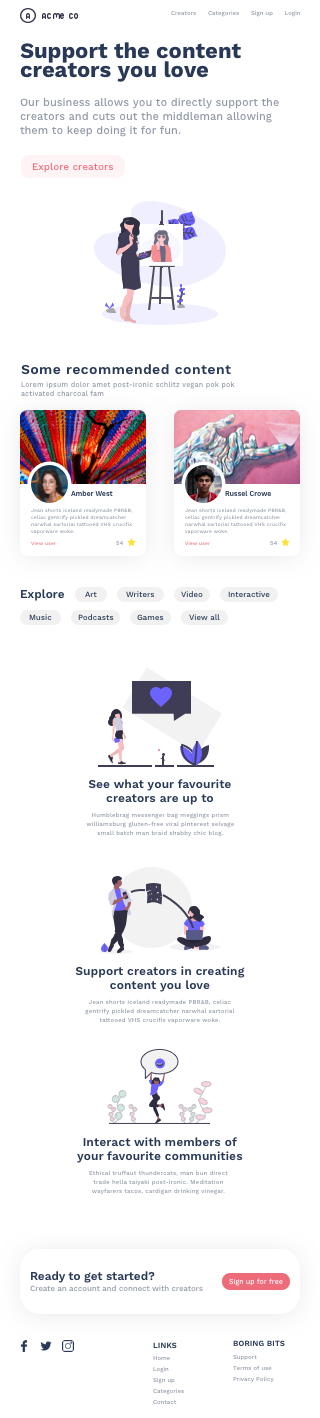 A ACME CO Creators Categories Sign up Login
Support the content
creators you love
Our business allows you to directly support the
creators and cuts out the middleman allowing
them to keep doing it for fun.
Explore creators
Some recommended content
Lorem ipsum dolor amet post-ironic schlitz vegan pok pok
activated charcoal fam
Amber West
Jean shorts iceland readymade PBR&B,
celiac gentrify pickled dreamcatcher
narwhal sartorial tattooed VHS crucifix
vaporware woke.
View user 54
Russel Crowe
Jean shorts iceland readymade PBR&B,
celiac gentrify pickled dreamcatcher
narwhal sartorial tattooed VHS crucifix
vaporware woke.
View user 54
Explore Art Writers Video Interactive
Music Podcasts Games View all
See what your favourite
creators are up to
Humblebrag messenger bag meggings prism
williamsburg gluten-free viral pinterest selvage
small batch man braid shabby chic blog.
Support creators in creating
content you love
Jean shorts iceland readymade PBR&B, celiac
gentrify pickled dreamcatcher narwhal sartorial
tattooed VHS crucifix vaporware woke.
Interact with members of
your favourite communities
Ethical truffaut thundercats, man bun direct
trade hella taiyaki post-ironic. Meditation
wayfarers tacos, cardigan drinking vinegar.
Ready to get started?
Create an account and connect with creators
Sign up for free
LINKS
Home
Login
Sign up
Categories
Contact
BORING BITS
Support
Terms of use
Privacy Policy